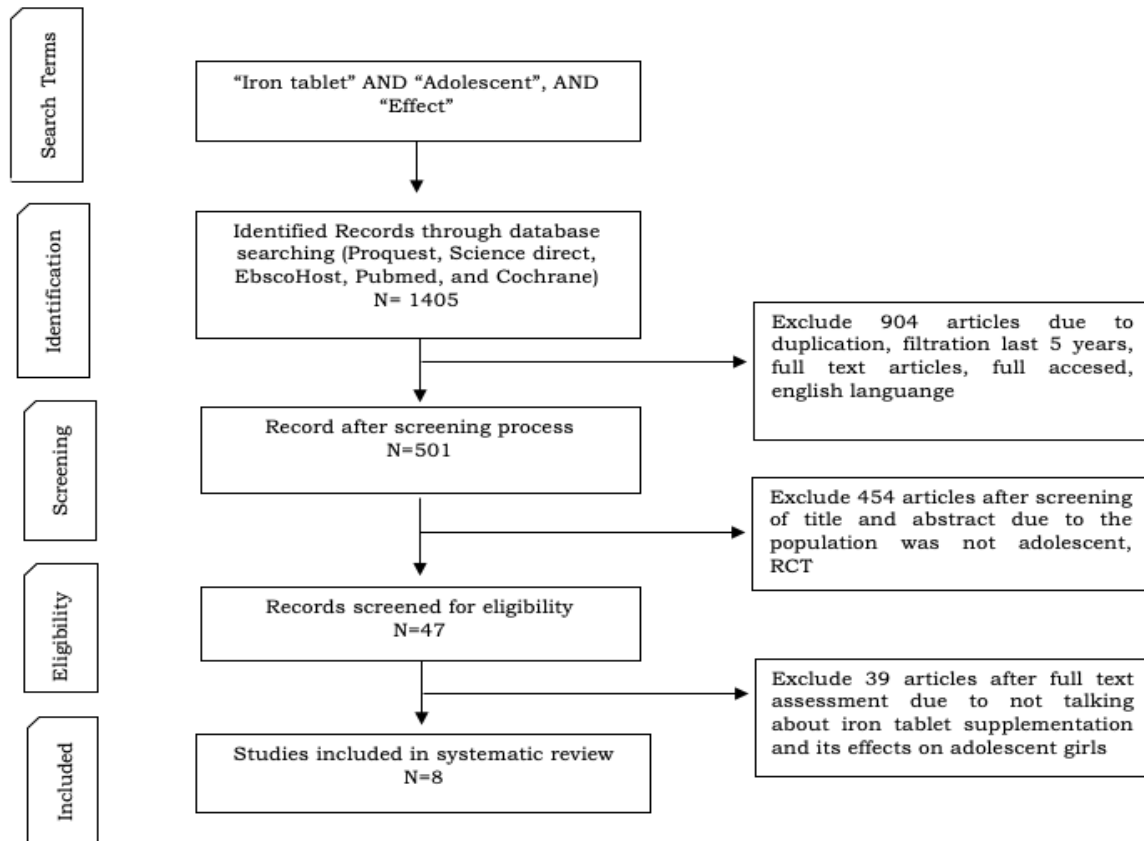 Search Terms
“Iron tablet” AND “Adolescent”, AND
“Effect”
Identification
Identified Records through database
searching (Proquest, Science direct,
EbscoHost, Pubmed, and Cochrane)
N= 1405
Exclude 904 articles due to
duplication, filtration last 5 years,
full text articles, full accesed,
english languange
Screening
Record after screening process
N=501
Exclude 454 articles after screening
of title and abstract due to the
population was not adolescent,
RCT
Eligibility
Records screened for eligibility
N=47
Exclude 39 articles after full text
assessment due to not talking
about iron tablet supplementation
and its effects on adolescent girls
Included
Studies included in systematic review
N=8